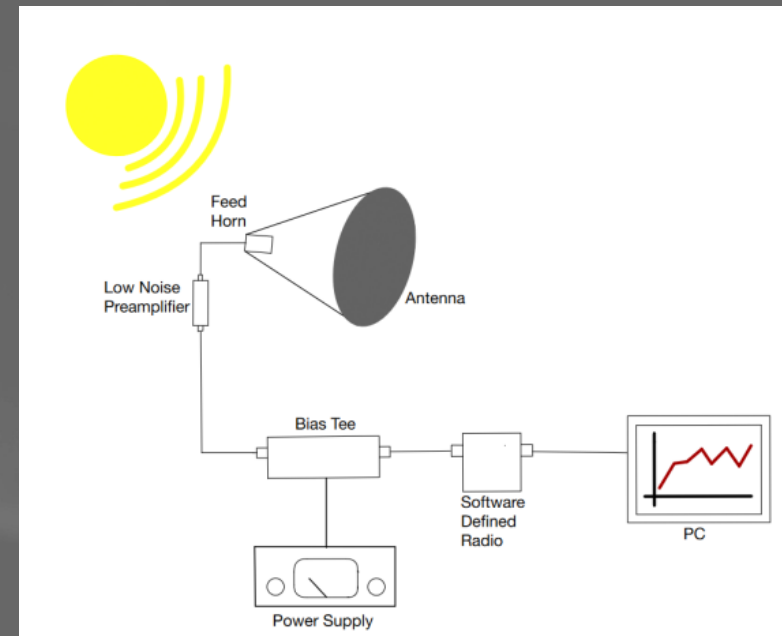 Feed
Horn
Low Noise
Preamplifier
Antenna
Bias Tee
Software
Defined
Radio
PC
Power Supply